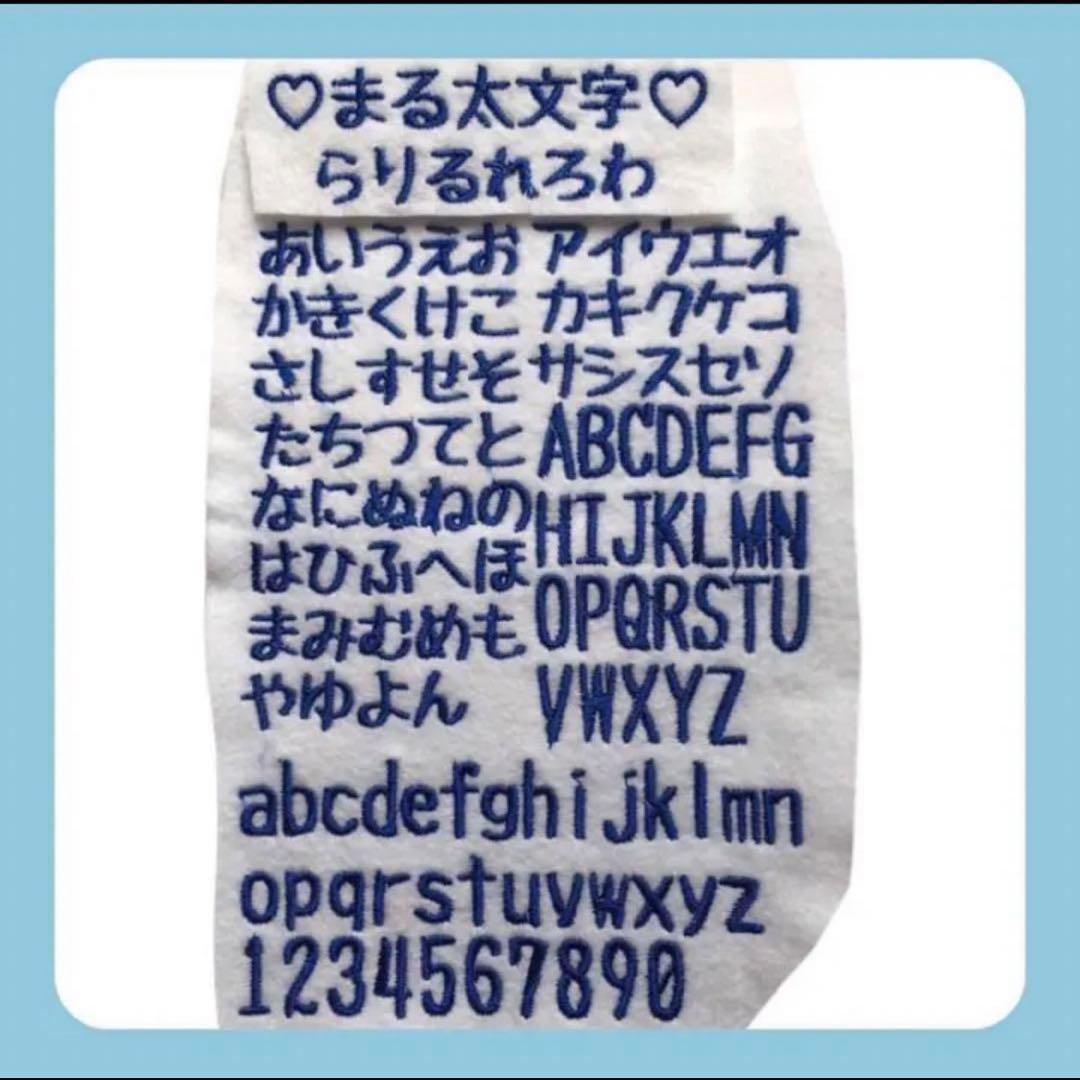 ♡まる太文字♡
らりるれろわ
あいうえお アイウエオ
かきくけこ カキクケコ
さしすせそ サシスセソ
たちつてと ABCDEFG
なにぬねの HIJKLMN
はひふへほ
まみむめも OPQRSTU
やゆよん VWXYZ
abcdefghijklmn
opqrstuvwxyz
1234567890